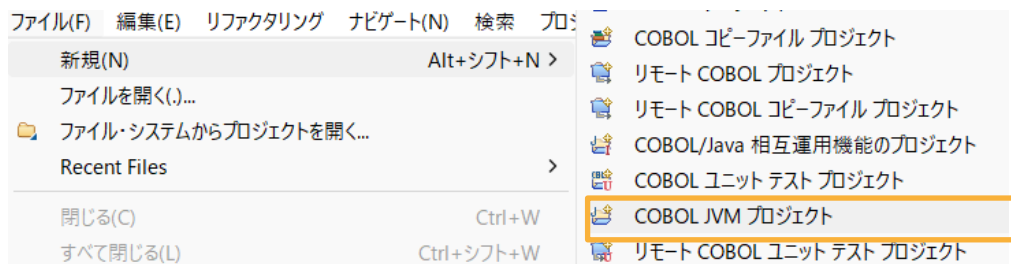 ファイル(F) 編集(E) リファクタリング ナビゲート(N) 検索
新規(N) Alt+シフト+N >
ファイルを開く(.)...
ファイル・システムからプロジェクトを開く...
Recent Files >
閉じる(C) Ctrl+W
すべて閉じる(L) Ctrl+シフト+W
COBOL コピーファイル プロジェクト
リモート COBOL プロジェクト
リモート COBOL コピーファイル プロジェクト
COBOL/Java 相互運用機能のプロジェクト
COBOL ユニット テスト プロジェクト
COBOL JVM プロジェクト
リモート COBOL ユニット テスト プロジェクト